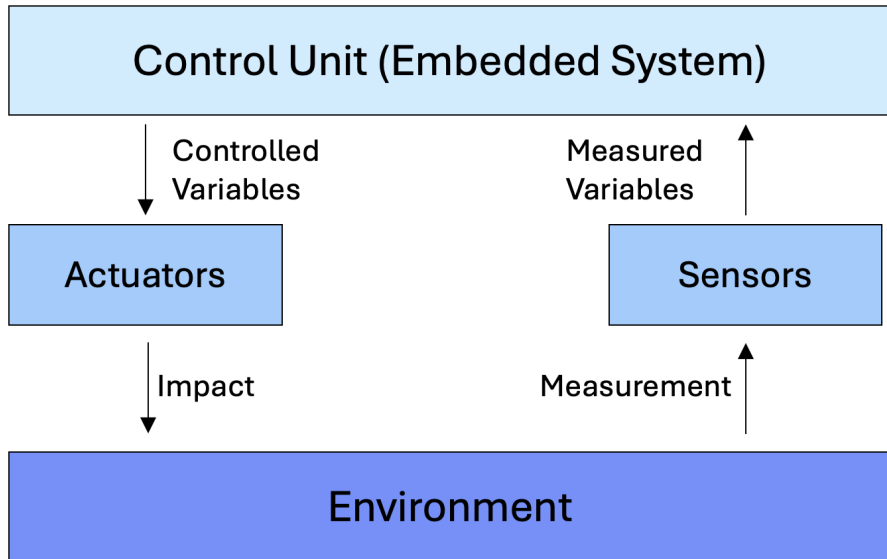 Control Unit (Embedded System)
Controlled
Variables
Measured
Variables
Actuators
Sensors
Impact
Measurement
Environment